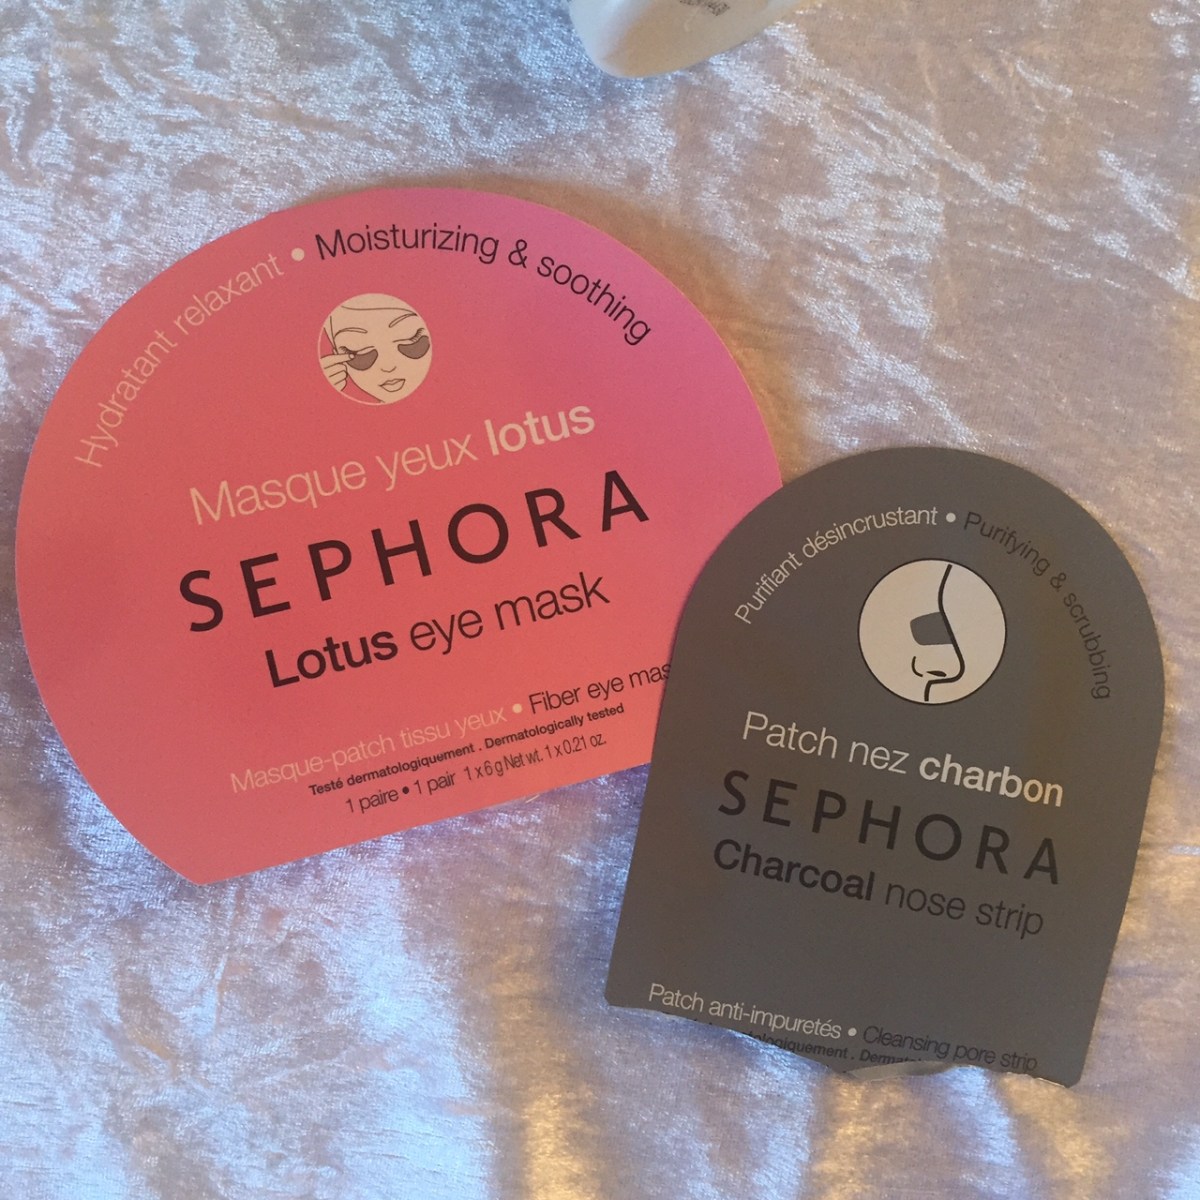 Hydratant relaxant • Moisturizing & soothing
Masque yeux lotus
SEPHORA
Lotus eye mask
Masque-patch tissu yeux • Fiber eye mas
Testé dermatologiquement . Dermatologically tested
1 paire • 1 pair 1 x 6 g Net wt. 1 x 0.21 oz.
Purifiant désincrustant • Purifying & scrubbing
Patch nez charbon
SEPHORA
Charcoal nose strip
Patch anti-impuretés • Cleansing pore strip